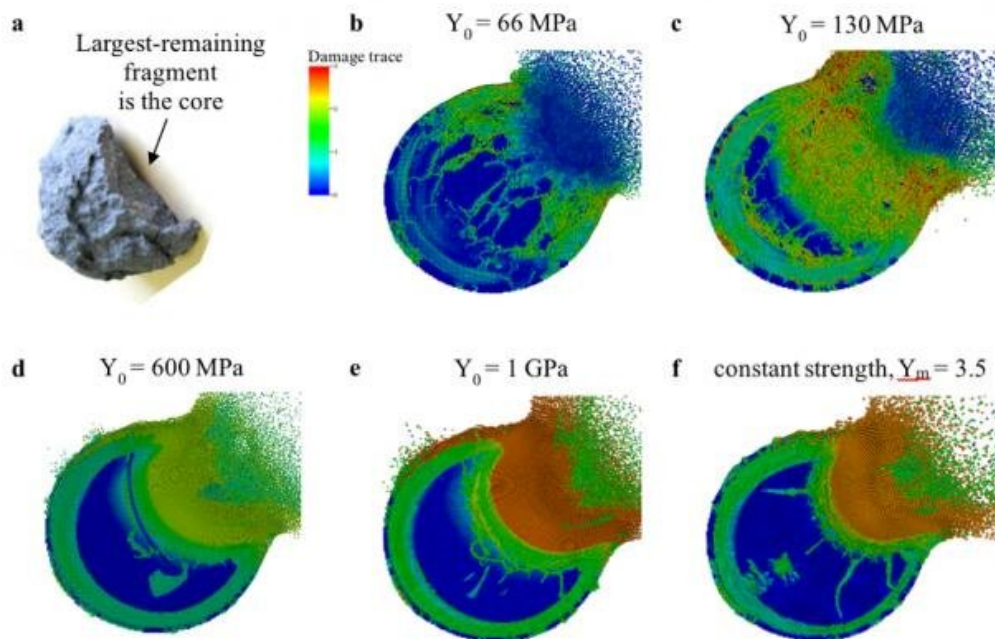 a
Largest-remaining
fragment
is the core
Damage trace
b Y₀ = 66 MPa
c Y₀ = 130 MPa
d Y₀ = 600 MPa
e Y₀ = 1 GPa
f constant strength, Yₘ = 3.5